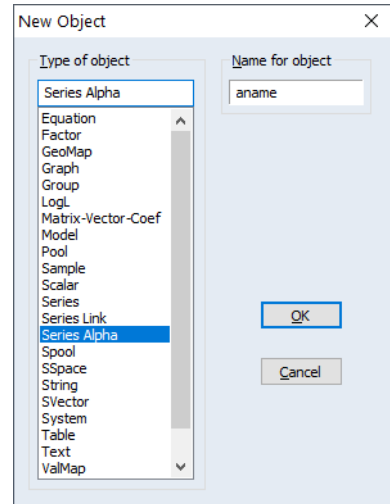 New Object
Type of object
Name for object
Series Alpha
aname
Equation
Factor
GeoMap
Graph
Group
LogL
Matrix-Vector-Coef
Model
Pool
Sample
Scalar
Series
Series Link
Series Alpha
Spool
SSpace
String
SVector
System
Table
Text
ValMap
OK
Cancel